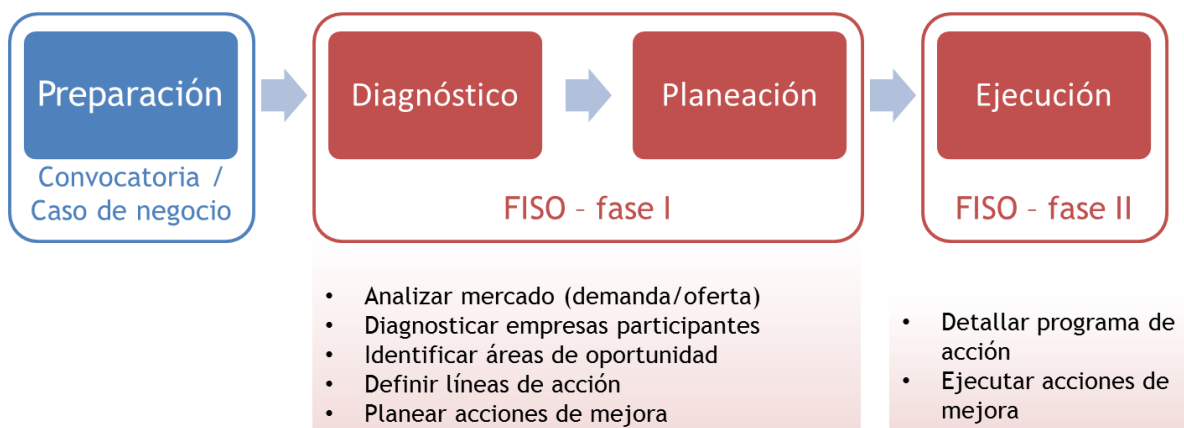 Preparación
Convocatoria /
Caso de negocio
Diagnóstico
Planeación
FISO – fase I
Ejecución
FISO – fase II
• Analizar mercado (demanda/oferta)
• Diagnosticar empresas participantes
• Identificar áreas de oportunidad
• Definir líneas de acción
• Planear acciones de mejora
• Detallar programa de
acción
• Ejecutar acciones de
mejora